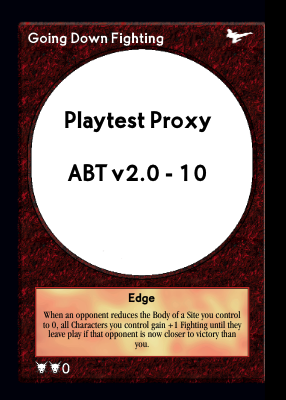 Going Down Fighting
Playtest Proxy
ABT v2.0 - 10
Edge
When an opponent reduces the Body of a Site you control
to 0, all Characters you control gain +1 Fighting until they
leave play if that opponent is now closer to victory than
you.
0